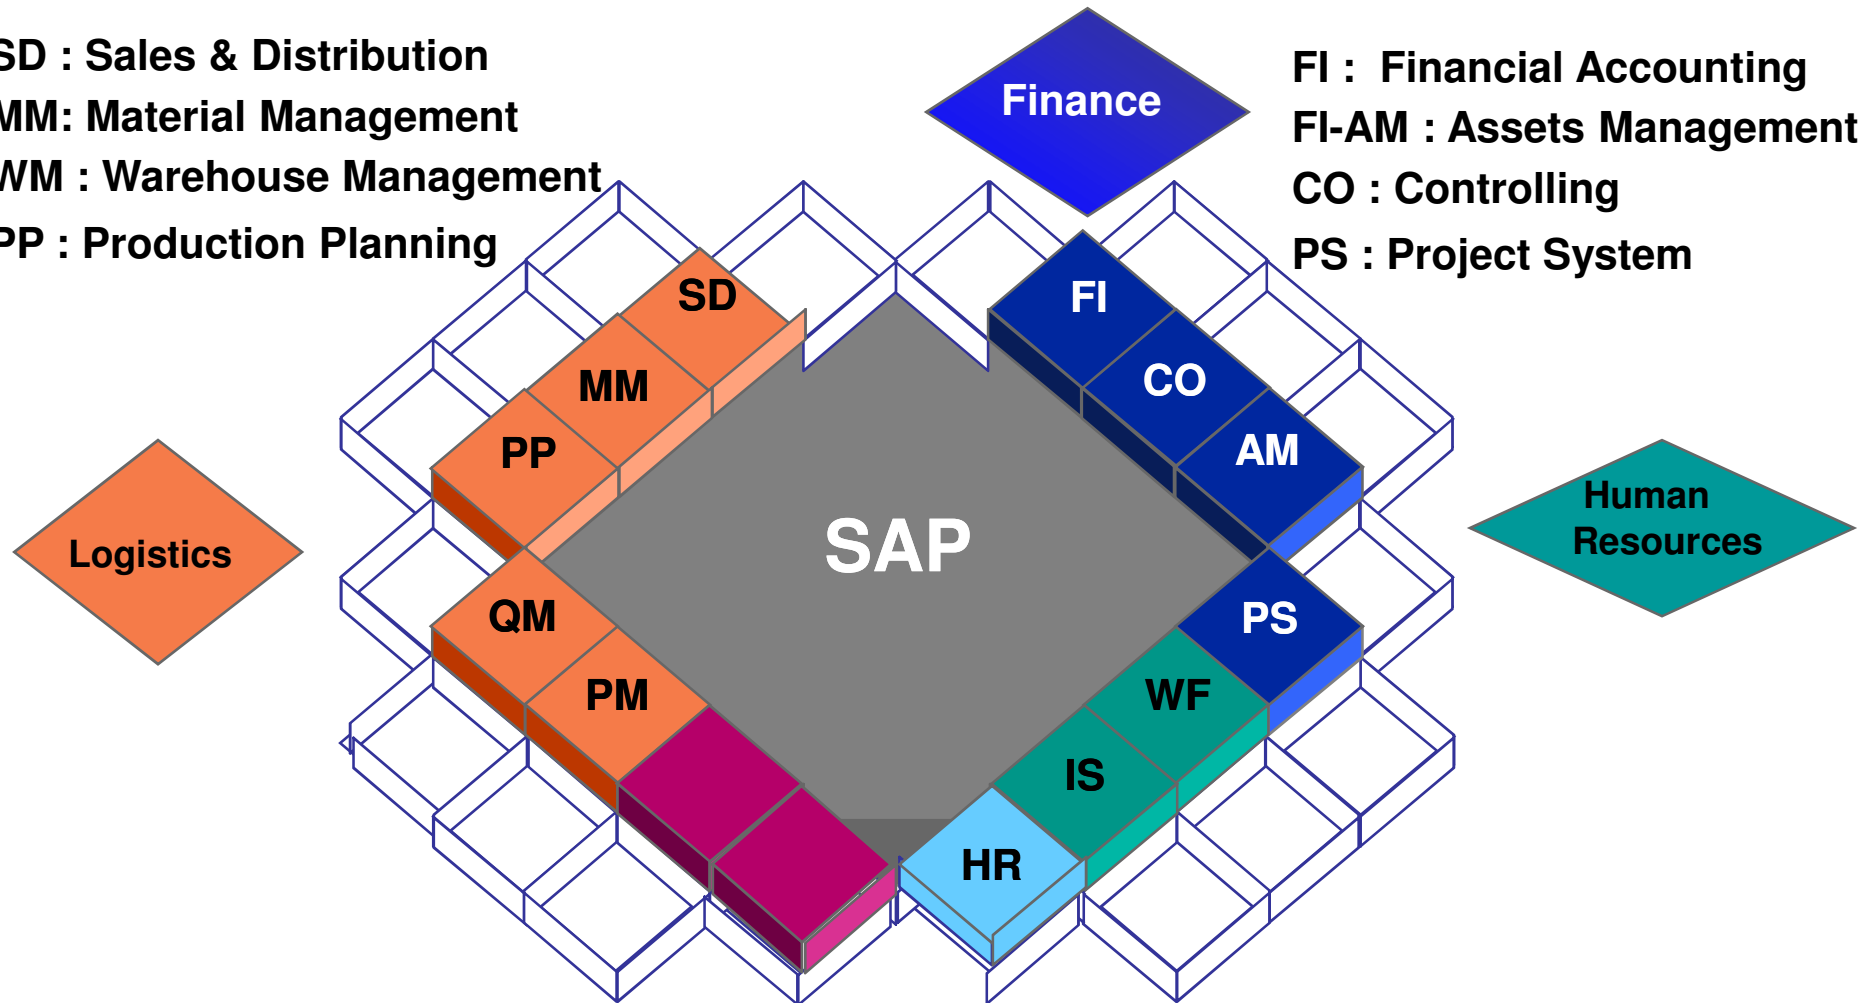 SD : Sales & Distribution
MM: Material Management
WM : Warehouse Management
PP : Production Planning
Finance
FI :  Financial Accounting
FI-AM : Assets Management
CO : Controlling
PS : Project System
SD
MM
PP
FI
CO
AM
Logistics
SAP
Human
Resources
QM
PM
PS
WF
IS
HR